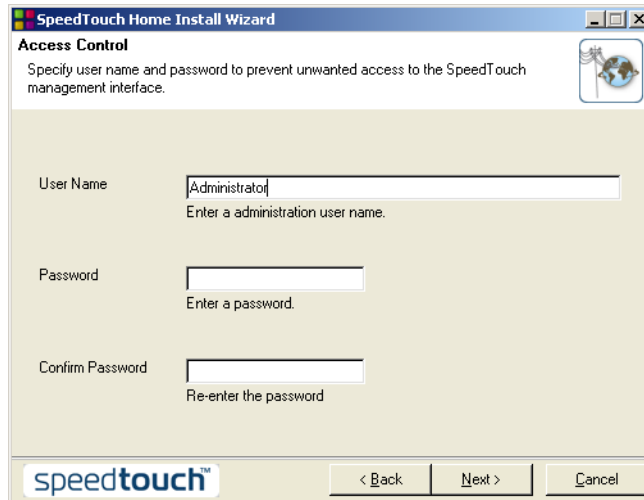 SpeedTouch Home Install Wizard
Access Control
Specify user name and password to prevent unwanted access to the SpeedTouch
management interface.
User Name
Administrator
Enter a administration user name.
Password
Enter a password.
Confirm Password
Re-enter the password
speedtouch™
< Back
Next >
Cancel